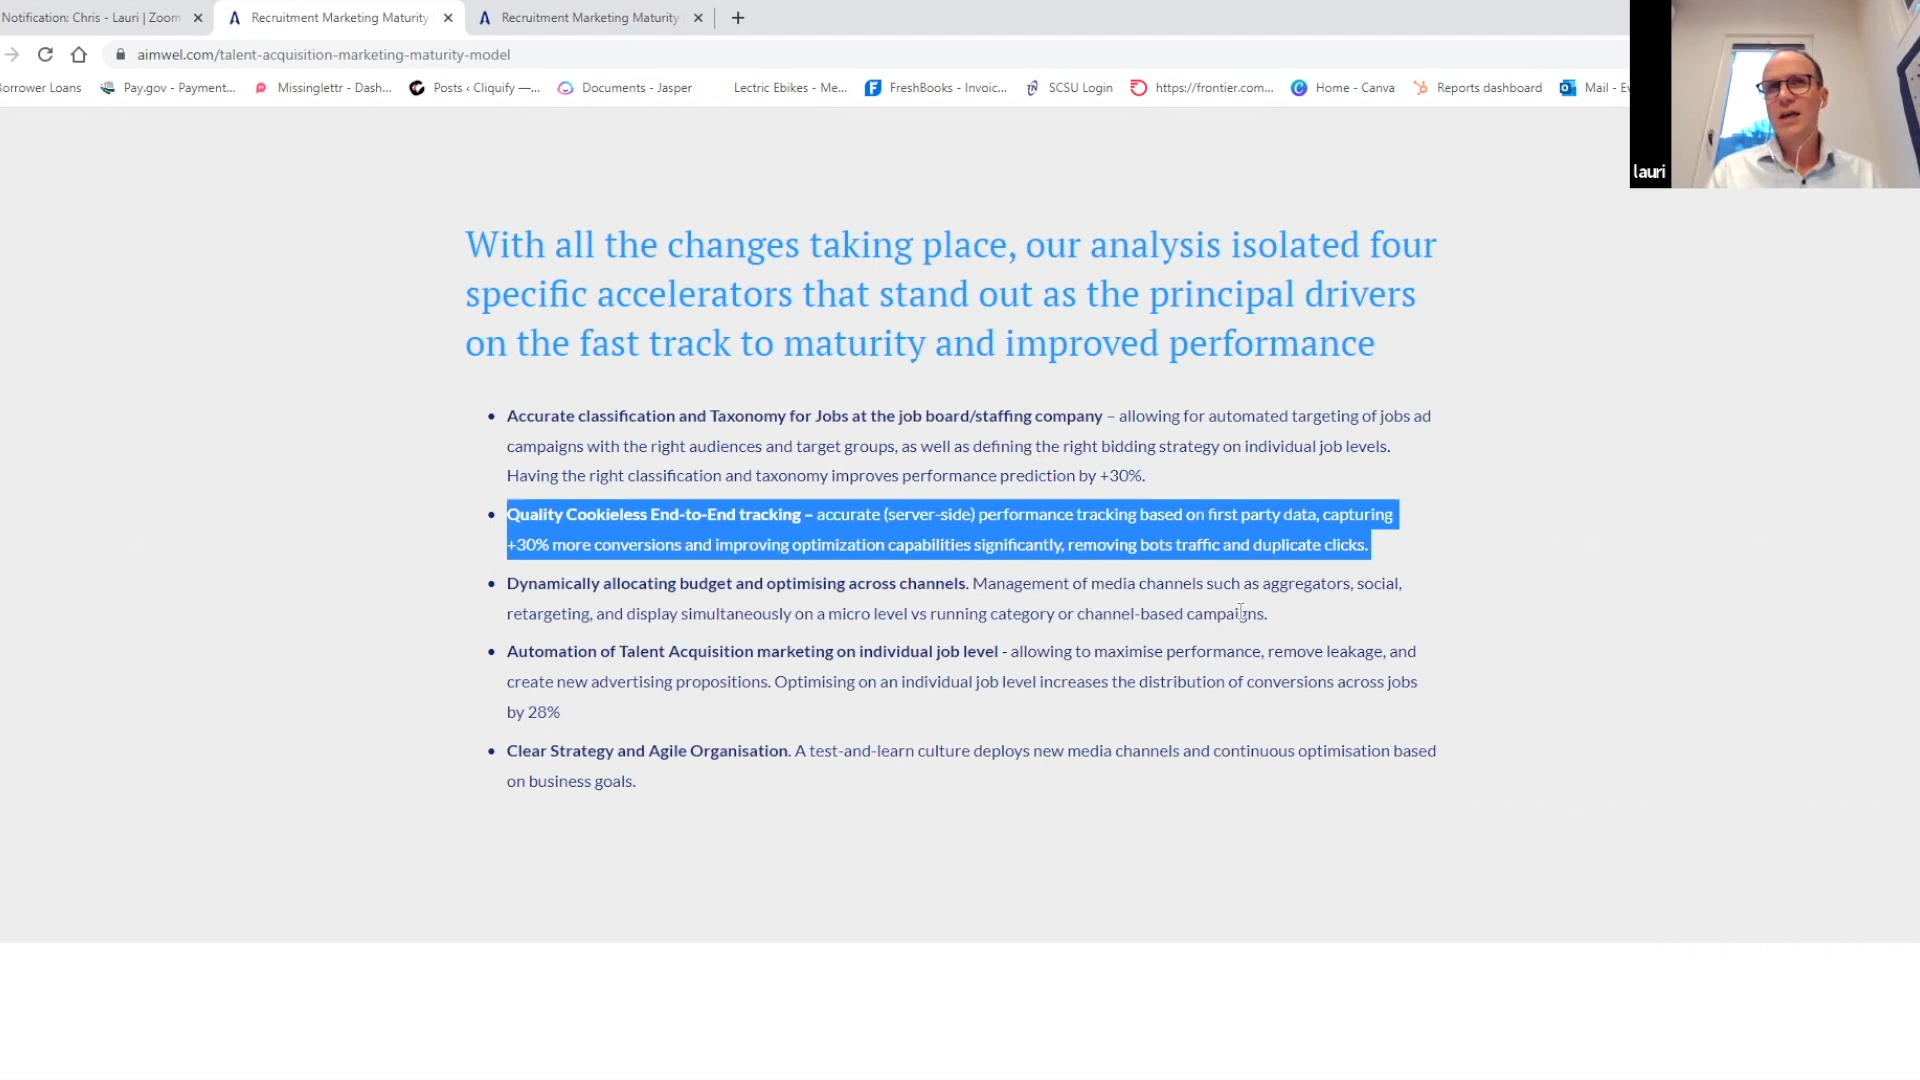 Notification: Chris - Lauri | Zoom
Recruitment Marketing Maturity
Recruitment Marketing Maturity
aimwel.com/talent-acquisition-marketing-maturity-model
Borrower Loans
Pay.gov - Payment...
Missinglettr - Dash...
Posts ‹ Cliquify —...
Documents - Jasper
Lectric Ebikes - Me...
FreshBooks - Invoic...
SCSU Login
https://frontier.com...
Home - Canva
Reports dashboard
Mail -
lauri
With all the changes taking place, our analysis isolated four
specific accelerators that stand out as the principal drivers
on the fast track to maturity and improved performance
• Accurate classification and Taxonomy for Jobs at the job board/staffing company – allowing for automated targeting of jobs ad
campaigns with the right audiences and target groups, as well as defining the right bidding strategy on individual job levels.
Having the right classification and taxonomy improves performance prediction by +30%.
• Quality Cookieless End-to-End tracking – accurate (server-side) performance tracking based on first party data, capturing
+30% more conversions and improving optimization capabilities significantly, removing bots traffic and duplicate clicks.
• Dynamically allocating budget and optimising across channels. Management of media channels such as aggregators, social,
retargeting, and display simultaneously on a micro level vs running category or channel-based campaigns.
• Automation of Talent Acquisition marketing on individual job level - allowing to maximise performance, remove leakage, and
create new advertising propositions. Optimising on an individual job level increases the distribution of conversions across jobs
by 28%
• Clear Strategy and Agile Organisation. A test-and-learn culture deploys new media channels and continuous optimisation based
on business goals.